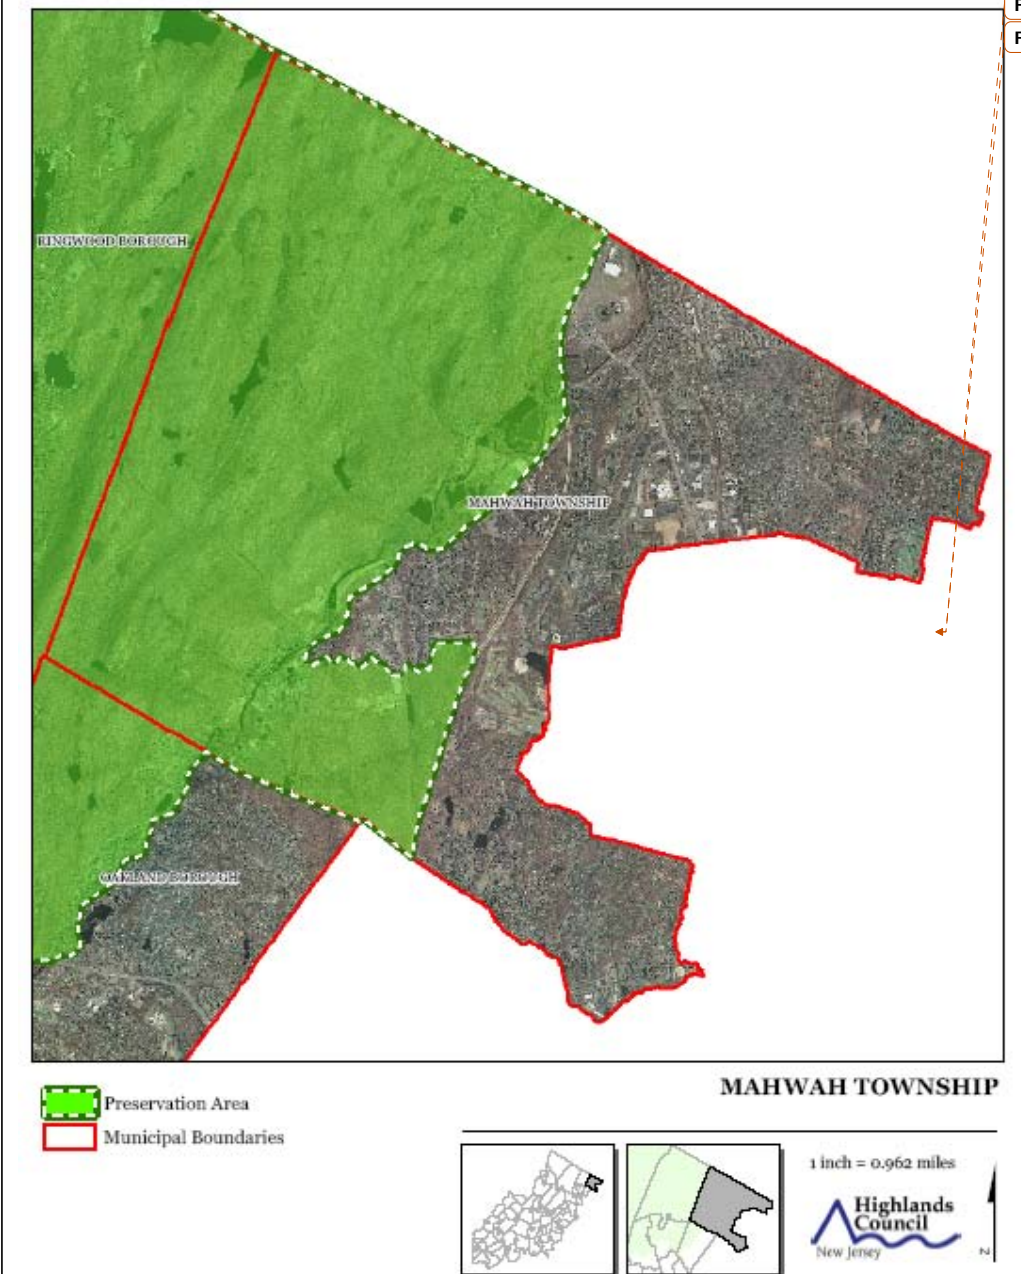 F
F
RINGWOOD BOROUGH
MAHWAH TOWNSHIP
OAKLAND BOROUGH
MAHWAH TOWNSHIP
Preservation Area
Municipal Boundaries
1 inch = 0.962 miles
Highlands
Council
New Jersey
N